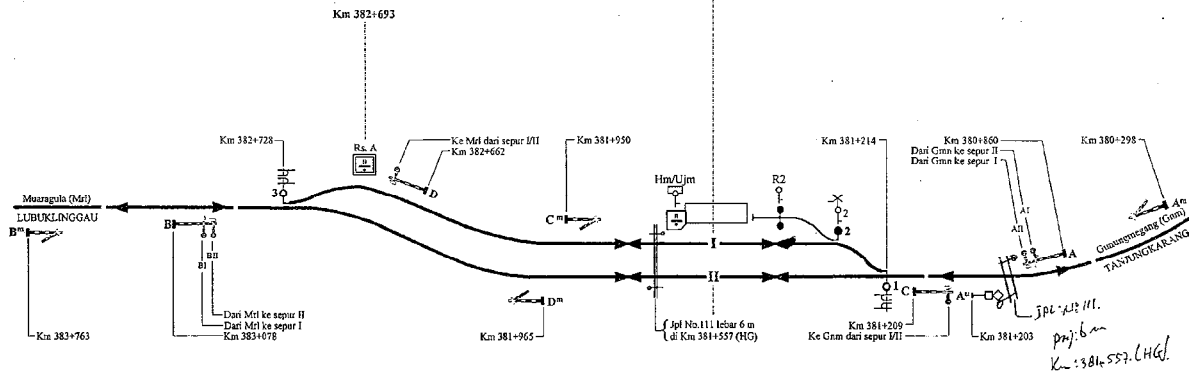 Km 382+693
Km 382+728
Rs. A
Ke Mrl dari sepur I/II
Km 382+662
Km 381+950
Km 381+214
Km 380+860
Dari Gmn ke sepur II
Dari Gmn ke sepur I
Km 380+298
Hm/Ujm
R2
3
D
2
2
AI
AII
A
Am
Muaragula (Mrl)
LUBUKLINGGAU
Bm
B
BI
BII
Cm
I
II
Gunungmegang (Gnm)
TANJUNGKARANG
Dm
1
C
Au
Dari Mrl ke sepur II
Dari Mrl ke sepur I
Km 383+078
Km 383+763
Km 381+965
Jpl No.111 lebar 6 m
di Km 381+557 (HG)
Km 381+209
Ke Gnm dari sepur I/II
Km 381+203
Jpl : No 111.
pnj: 6 m
Km : 381+557. (HG).